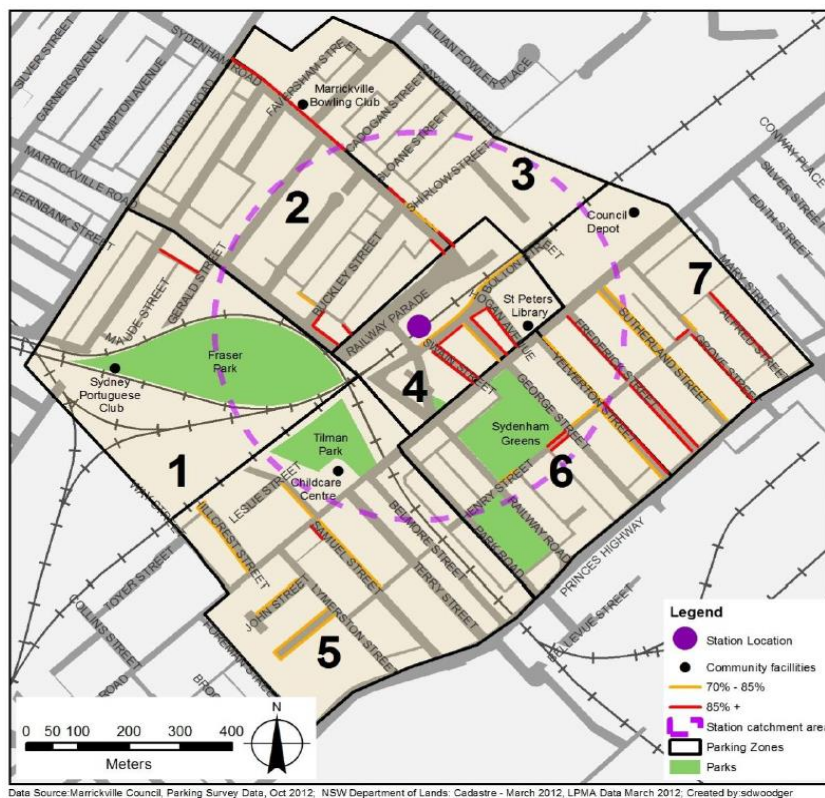 SILVER STREET
GARNERS AVENUE
FRAMPTON AVENUE
SYDENHAM ROAD
VICTORIA ROAD
FAVERSHAM STREET
Marrickville
Bowling Club
LILIAN FOWLER PLACE
CADOGAN STREET
SLOANE STREET
SHIRLOW STREET
CONWAY PLACE
SILVER STREET
EDITH STREET
MARY STREET
MARRICKVILLE ROAD
FERNBANK STREET
2
3
Council
Depot
7
MAUDE STREET
GERALD STREET
BUCKLEY STREET
RAILWAY PARADE
BOLTON STREET
HOGAN AVENUE
St Peters
Library
SUTHERLAND STREET
ALFRED STREET
GROVE STREET
FREDERICK STREET
YELVERTON STREET
Fraser
Park
Sydney
Portuguese
Club
4
SWAIN STREET
GEORGE STREET
Sydenham
Greens
Tilman
Park
Childcare
Centre
1
6
WAY STREET
LESLIE STREET
HILLCREST STREET
SAMUEL STREET
BELMORE STREET
TERRY STREET
HENRY STREET
RAILWAY ROAD
PARK ROAD
PRINCES HIGHWAY
TOYER STREET
COLLINS STREET
JOHN STREET
LYMERSTON STREET
5
ROAD
Legend
Station Location
Community facillities
70% - 85%
85% +
Station catchment area
Parking Zones
Parks
0 50 100 200 300 400
Meters
N
Data Source:Marrickville Council, Parking Survey Data, Oct 2012; NSW Department of Lands: Cadastre - March 2012, LPMA Data March 2012; Created by:sdwoodger